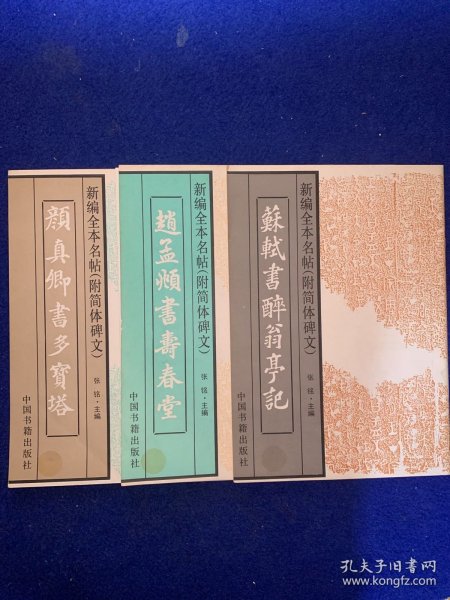 新编全本名帖(附简体碑文)
顔真卿書多寶塔
张铭·主编
中国书籍出版社
新编全本名帖(附简体碑文)
趙孟頫書壽春堂
张铭·主编
中国书籍出版社
新编全本名帖(附简体碑文)
蘇軾書醉翁亭記
张铭·主编
中国书籍出版社
孔夫子旧书网
www.kongfz.com